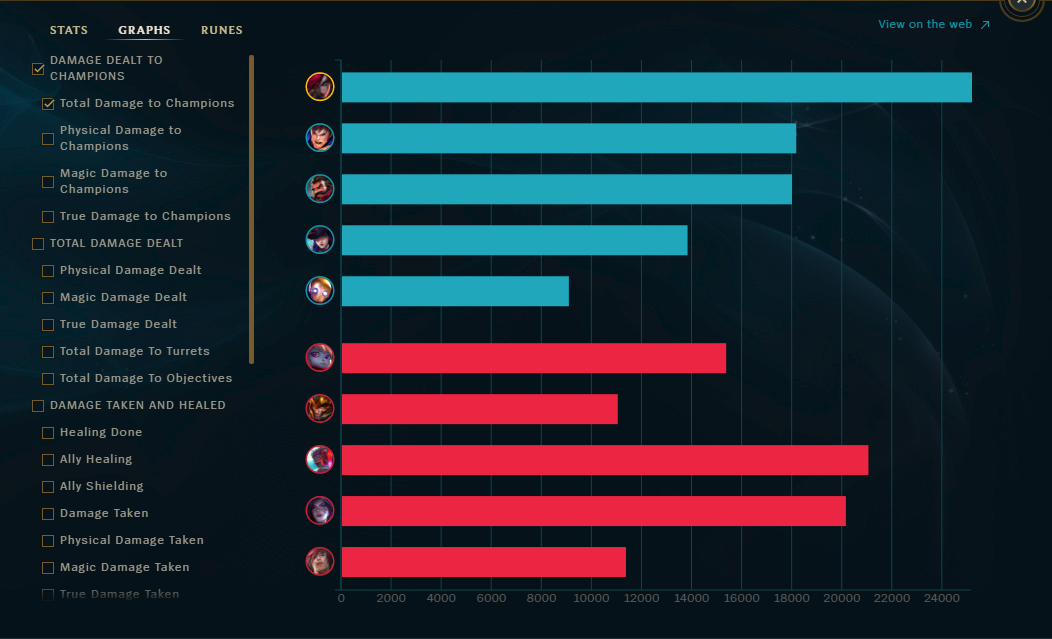 STATS GRAPHS RUNES
View on the web
DAMAGE DEALT TO
CHAMPIONS
Total Damage to Champions
Physical Damage to
Champions
Magic Damage to
Champions
True Damage to Champions
TOTAL DAMAGE DEALT
Physical Damage Dealt
Magic Damage Dealt
True Damage Dealt
Total Damage To Turrets
Total Damage To Objectives
DAMAGE TAKEN AND HEALED
Healing Done
Ally Healing
Ally Shielding
Damage Taken
Physical Damage Taken
Magic Damage Taken
True Damage Taken
0 2000 4000 6000 8000 10000 12000 14000 16000 18000 20000 22000 24000